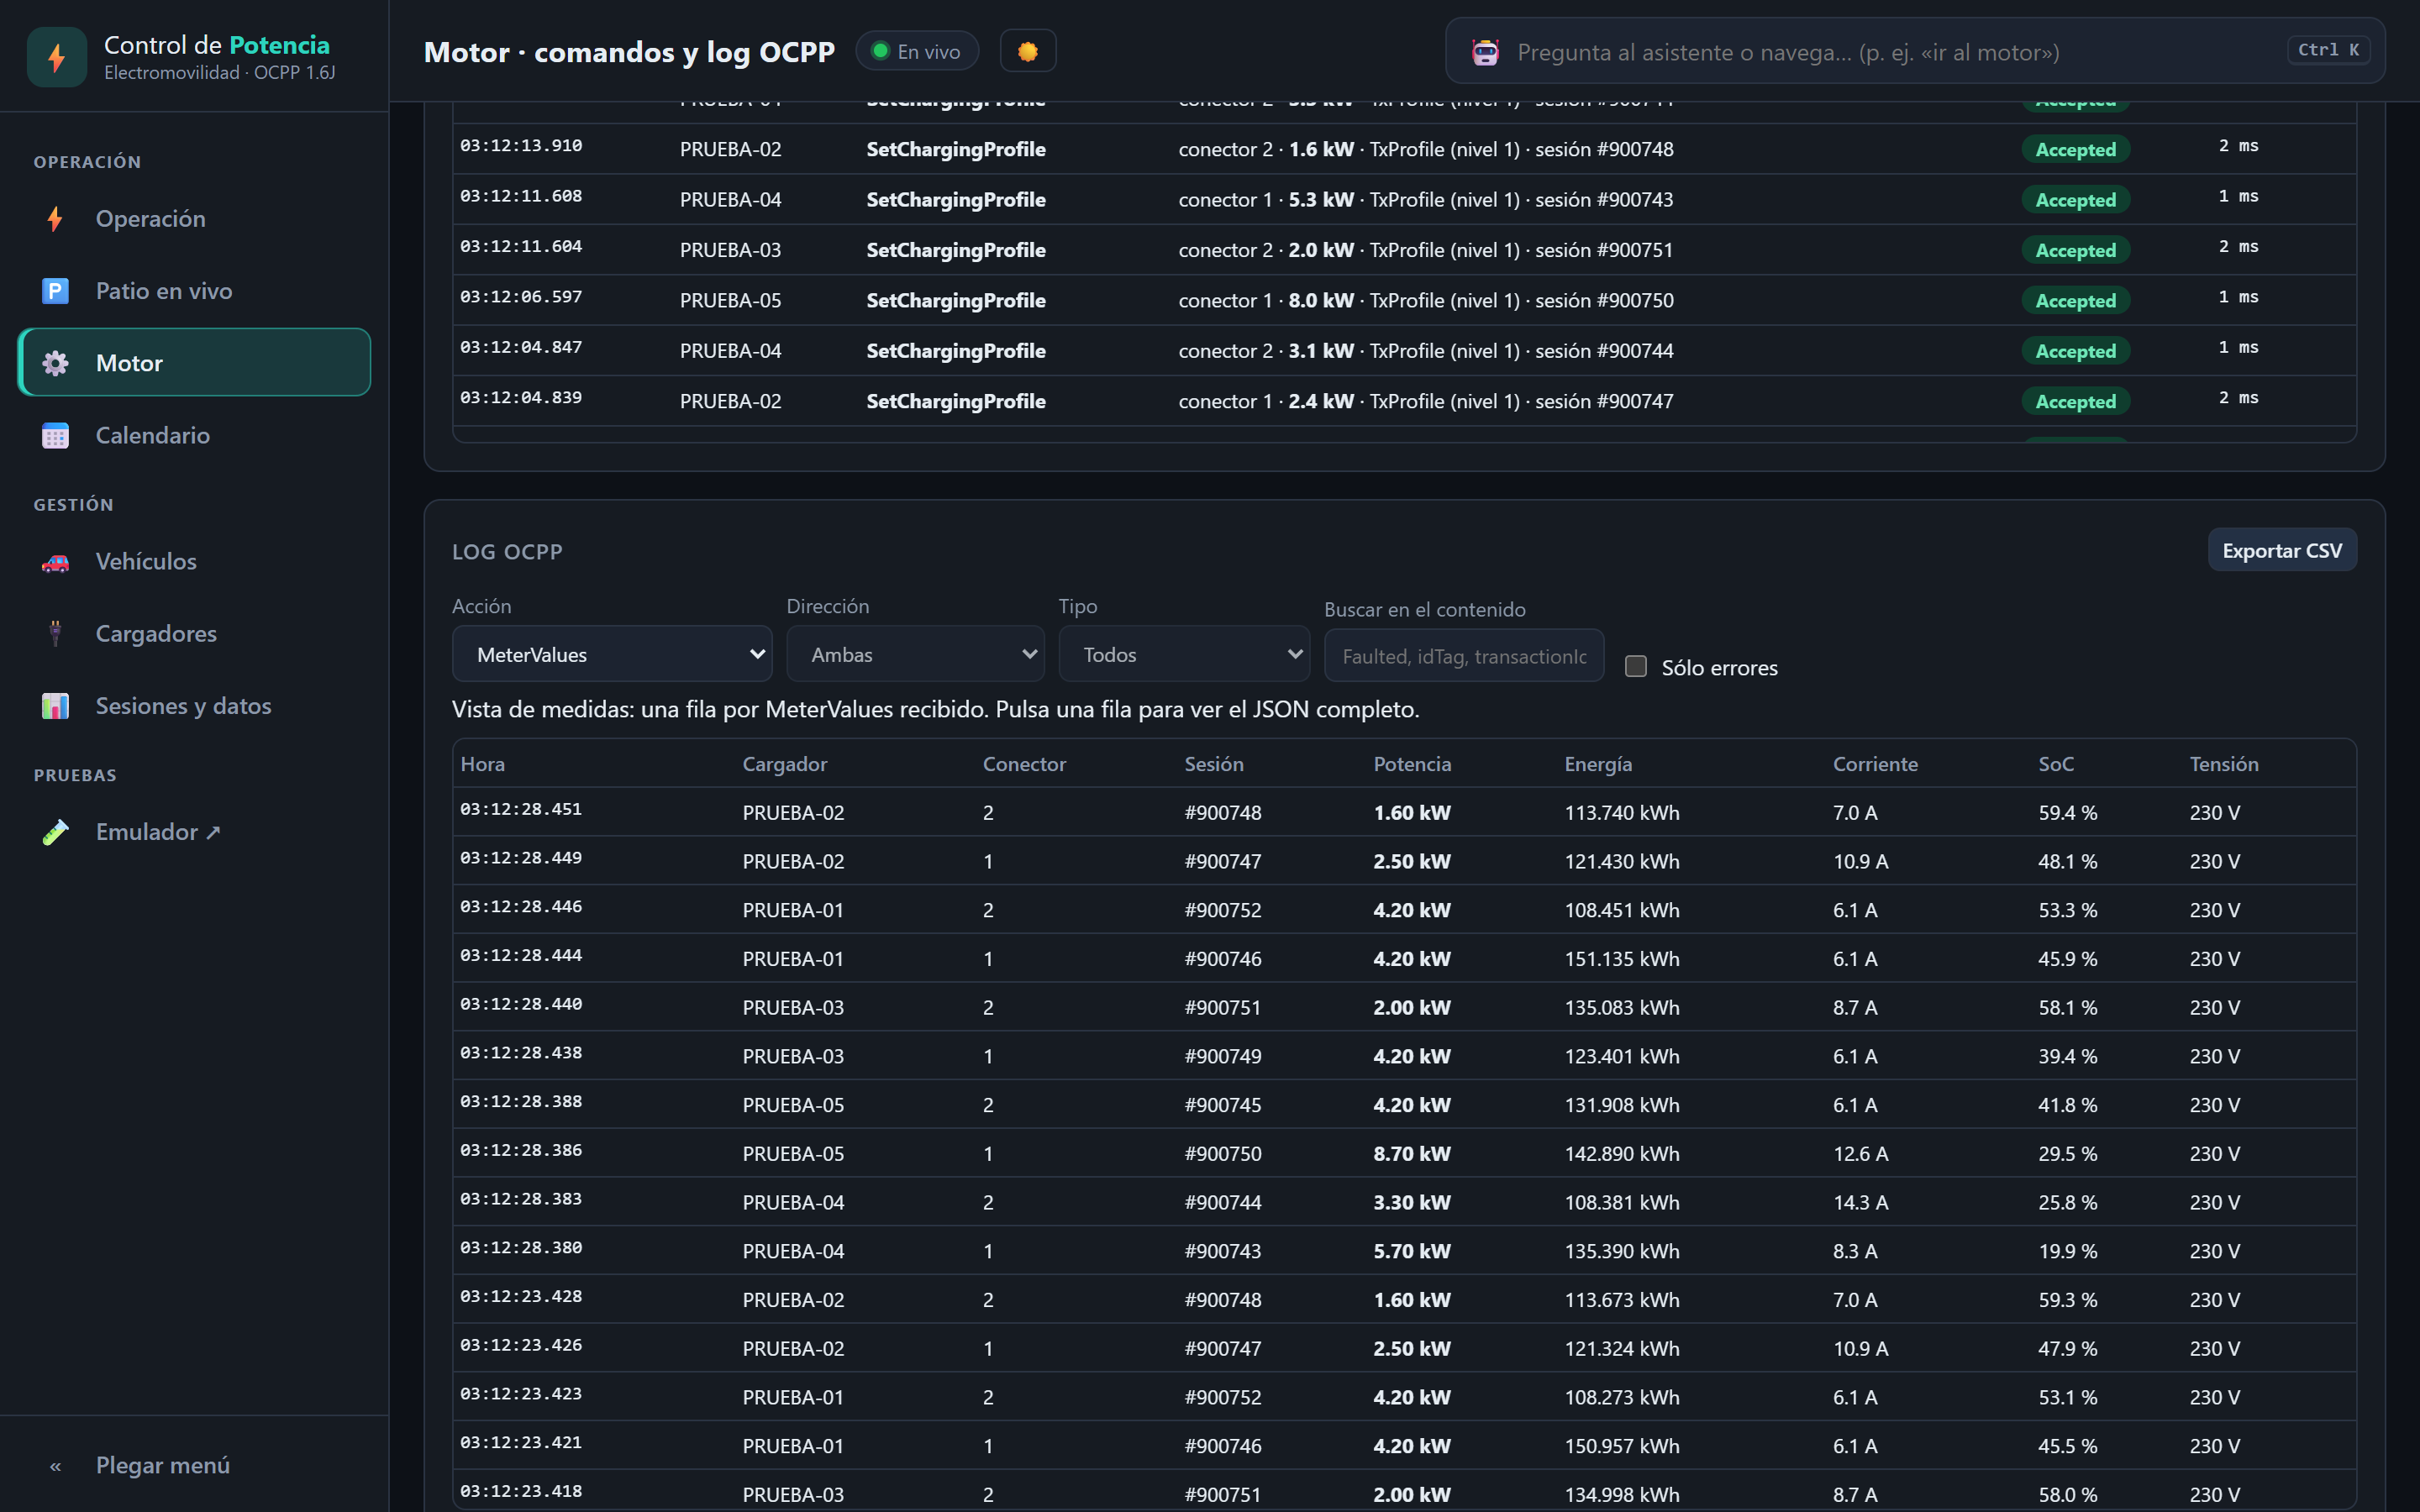 Control de Potencia
Electromovilidad · OCPP 1.6J
OPERACIÓN
Operación
Patio en vivo
Motor
Calendario
GESTIÓN
Vehículos
Cargadores
Sesiones y datos
PRUEBAS
Emulador ↗
« Plegar menú
Motor · comandos y log OCPP
En vivo
Pregunta al asistente o navega... (p. ej. «ir al motor»)
Ctrl K
03:12:13.910 PRUEBA-02 SetChargingProfile conector 2 · 1.6 kW · TxProfile (nivel 1) · sesión #900748 Accepted 2 ms
03:12:11.608 PRUEBA-04 SetChargingProfile conector 1 · 5.3 kW · TxProfile (nivel 1) · sesión #900743 Accepted 1 ms
03:12:11.604 PRUEBA-03 SetChargingProfile conector 2 · 2.0 kW · TxProfile (nivel 1) · sesión #900751 Accepted 2 ms
03:12:06.597 PRUEBA-05 SetChargingProfile conector 1 · 8.0 kW · TxProfile (nivel 1) · sesión #900750 Accepted 1 ms
03:12:04.847 PRUEBA-04 SetChargingProfile conector 2 · 3.1 kW · TxProfile (nivel 1) · sesión #900744 Accepted 1 ms
03:12:04.839 PRUEBA-02 SetChargingProfile conector 1 · 2.4 kW · TxProfile (nivel 1) · sesión #900747 Accepted 2 ms
LOG OCPP
Exportar CSV
Acción Dirección Tipo Buscar en el contenido
MeterValues Ambas Todos Faulted, idTag, transactionIc Sólo errores
Vista de medidas: una fila por MeterValues recibido. Pulsa una fila para ver el JSON completo.
Hora Cargador Conector Sesión Potencia Energía Corriente SoC Tensión
03:12:28.451 PRUEBA-02 2 #900748 1.60 kW 113.740 kWh 7.0 A 59.4 % 230 V
03:12:28.449 PRUEBA-02 1 #900747 2.50 kW 121.430 kWh 10.9 A 48.1 % 230 V
03:12:28.446 PRUEBA-01 2 #900752 4.20 kW 108.451 kWh 6.1 A 53.3 % 230 V
03:12:28.444 PRUEBA-01 1 #900746 4.20 kW 151.135 kWh 6.1 A 45.9 % 230 V
03:12:28.440 PRUEBA-03 2 #900751 2.00 kW 135.083 kWh 8.7 A 58.1 % 230 V
03:12:28.438 PRUEBA-03 1 #900749 4.20 kW 123.401 kWh 6.1 A 39.4 % 230 V
03:12:28.388 PRUEBA-05 2 #900745 4.20 kW 131.908 kWh 6.1 A 41.8 % 230 V
03:12:28.386 PRUEBA-05 1 #900750 8.70 kW 142.890 kWh 12.6 A 29.5 % 230 V
03:12:28.383 PRUEBA-04 2 #900744 3.30 kW 108.381 kWh 14.3 A 25.8 % 230 V
03:12:28.380 PRUEBA-04 1 #900743 5.70 kW 135.390 kWh 8.3 A 19.9 % 230 V
03:12:23.428 PRUEBA-02 2 #900748 1.60 kW 113.673 kWh 7.0 A 59.3 % 230 V
03:12:23.426 PRUEBA-02 1 #900747 2.50 kW 121.324 kWh 10.9 A 47.9 % 230 V
03:12:23.423 PRUEBA-01 2 #900752 4.20 kW 108.273 kWh 6.1 A 53.1 % 230 V
03:12:23.421 PRUEBA-01 1 #900746 4.20 kW 150.957 kWh 6.1 A 45.5 % 230 V
03:12:23.418 PRUEBA-03 2 #900751 2.00 kW 134.998 kWh 8.7 A 58.0 % 230 V